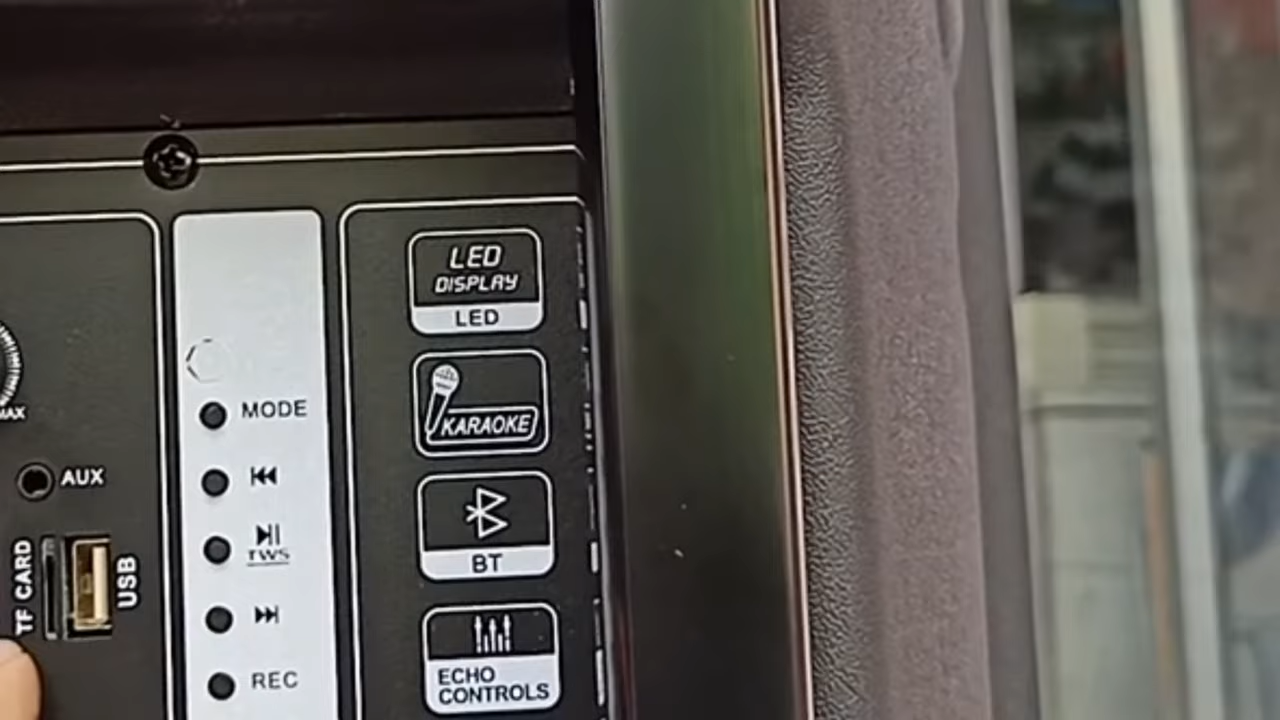 MAX
AUX
TF CARD
USB
MODE
TWS
REC
LED
DISPLAY
LED
KARAOKE
BT
ECHO
CONTROLS